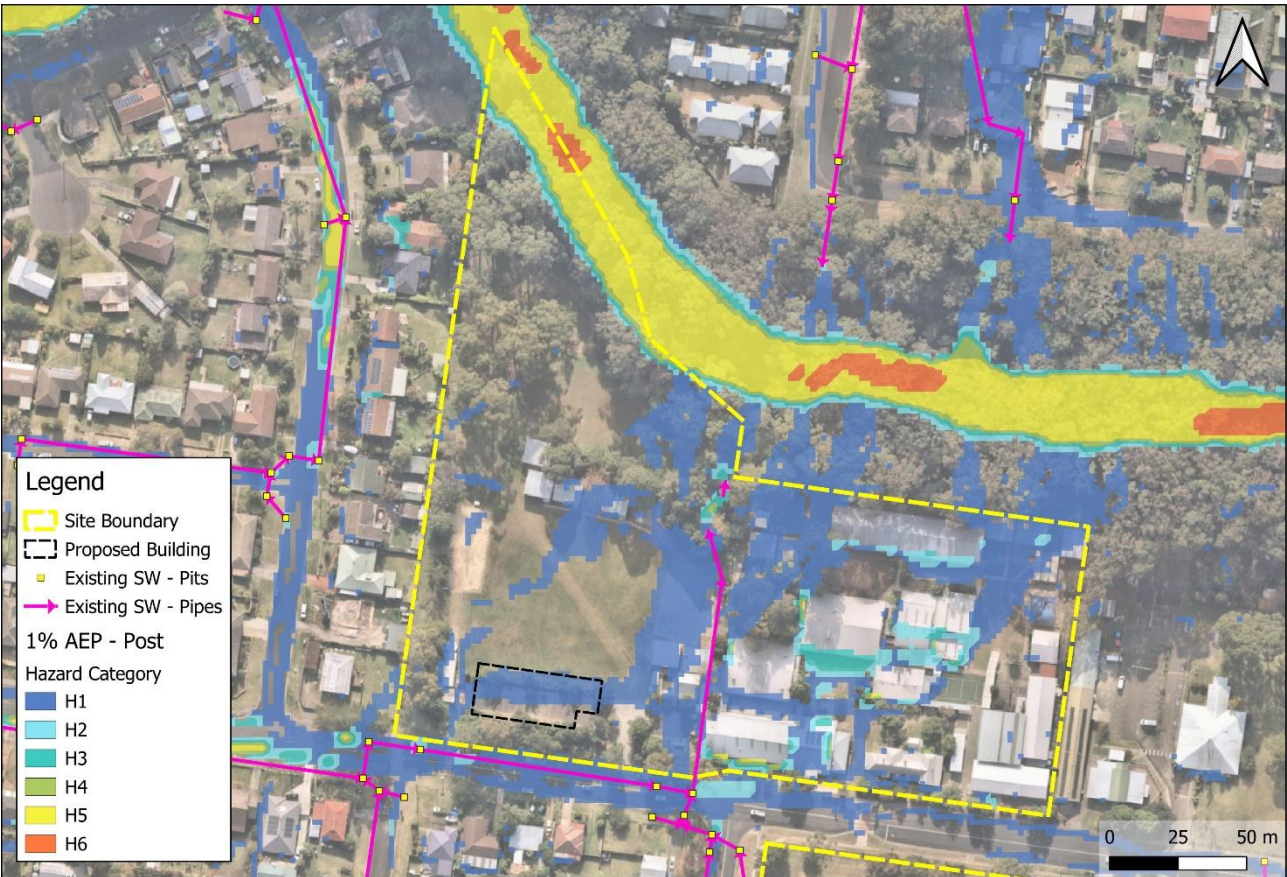 Legend
Site Boundary
Proposed Building
Existing SW - Pits
Existing SW - Pipes
1% AEP - Post
Hazard Category
H1
H2
H3
H4
H5
H6
0 25 50 m